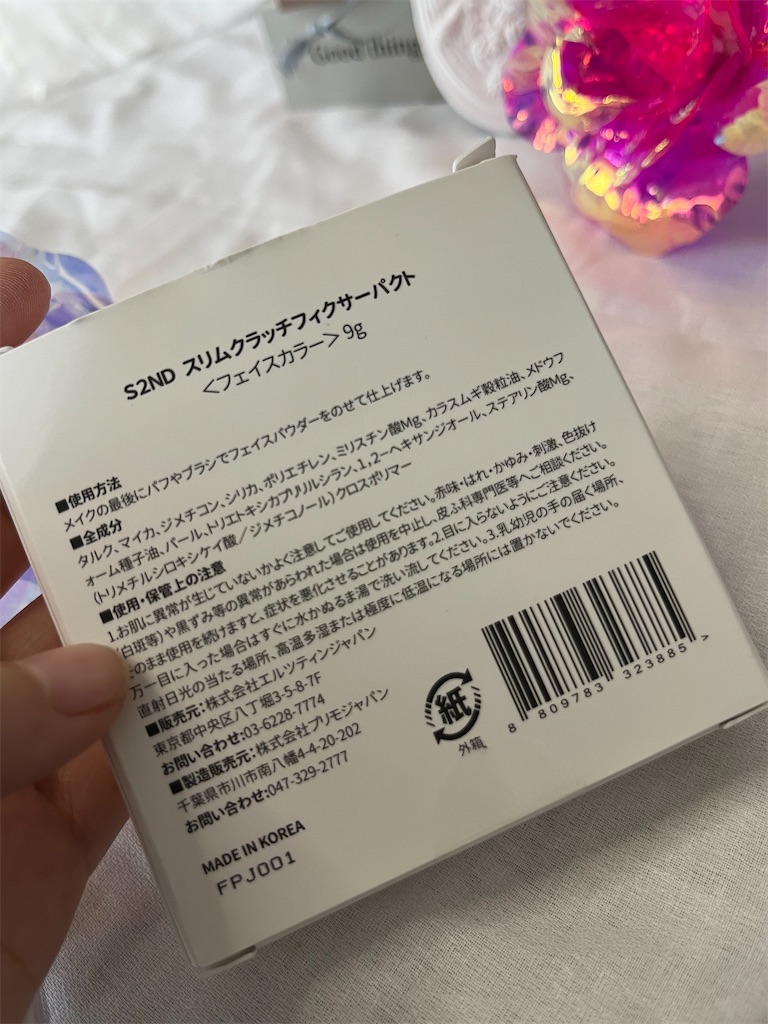 Good thing
S2ND スリムクラッチフィクサーパクト
＜フェイスカラー＞ 9g
■使用方法
メイクの最後にパフやブラシでフェイスパウダーをのせて仕上げます。
■全成分
タルク、マイカ、ジメチコン、シリカ、ポリエチレン、ミリスチン酸Mg、カラスムギ穀粒油、メドウフ
ォーム種子油、パール、トリエトキシカプリリルシラン、1,2-ヘキサンジオール、ステアリン酸Mg、
(トリメチルシロキシケイ酸／ジメチコノール)クロスポリマー
■使用・保管上の注意
1.お肌に異常が生じていないかよく注意してご使用してください。赤味・はれ・かゆみ・刺激、色抜け
(白斑等)や黒ずみ等の異常があらわれた場合は使用を中止し、皮ふ科専門医等へご相談ください。
そのまま使用を続けますと、症状を悪化させることがあります。2.目に入らないようにご注意ください。
万一目に入った場合はすぐに水かぬるま湯で洗い流してください。3.乳幼児の手の届く場所、
直射日光の当たる場所、高温多湿または極度に低温になる場所には置かないでください。
■販売元:株式会社エルツティンジャパン
東京都中央区八丁堀3-5-8-7F
お問い合わせ:03-6228-7774
■製造販売元:株式会社プリモジャパン
千葉県市川市南八幡4-4-20-202
お問い合わせ:047-329-2777
MADE IN KOREA
FPJ001
紙
外箱
8 809783 323885 >